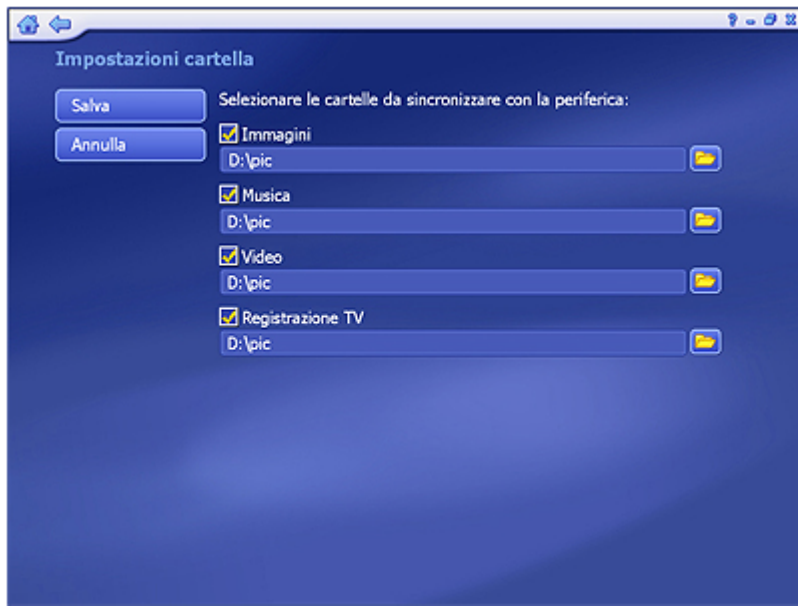 Impostazioni cartella
Salva
Annulla
Selezionare le cartelle da sincronizzare con la periferica:
Immagini
D:\pic
Musica
D:\pic
Video
D:\pic
Registrazione TV
D:\pic